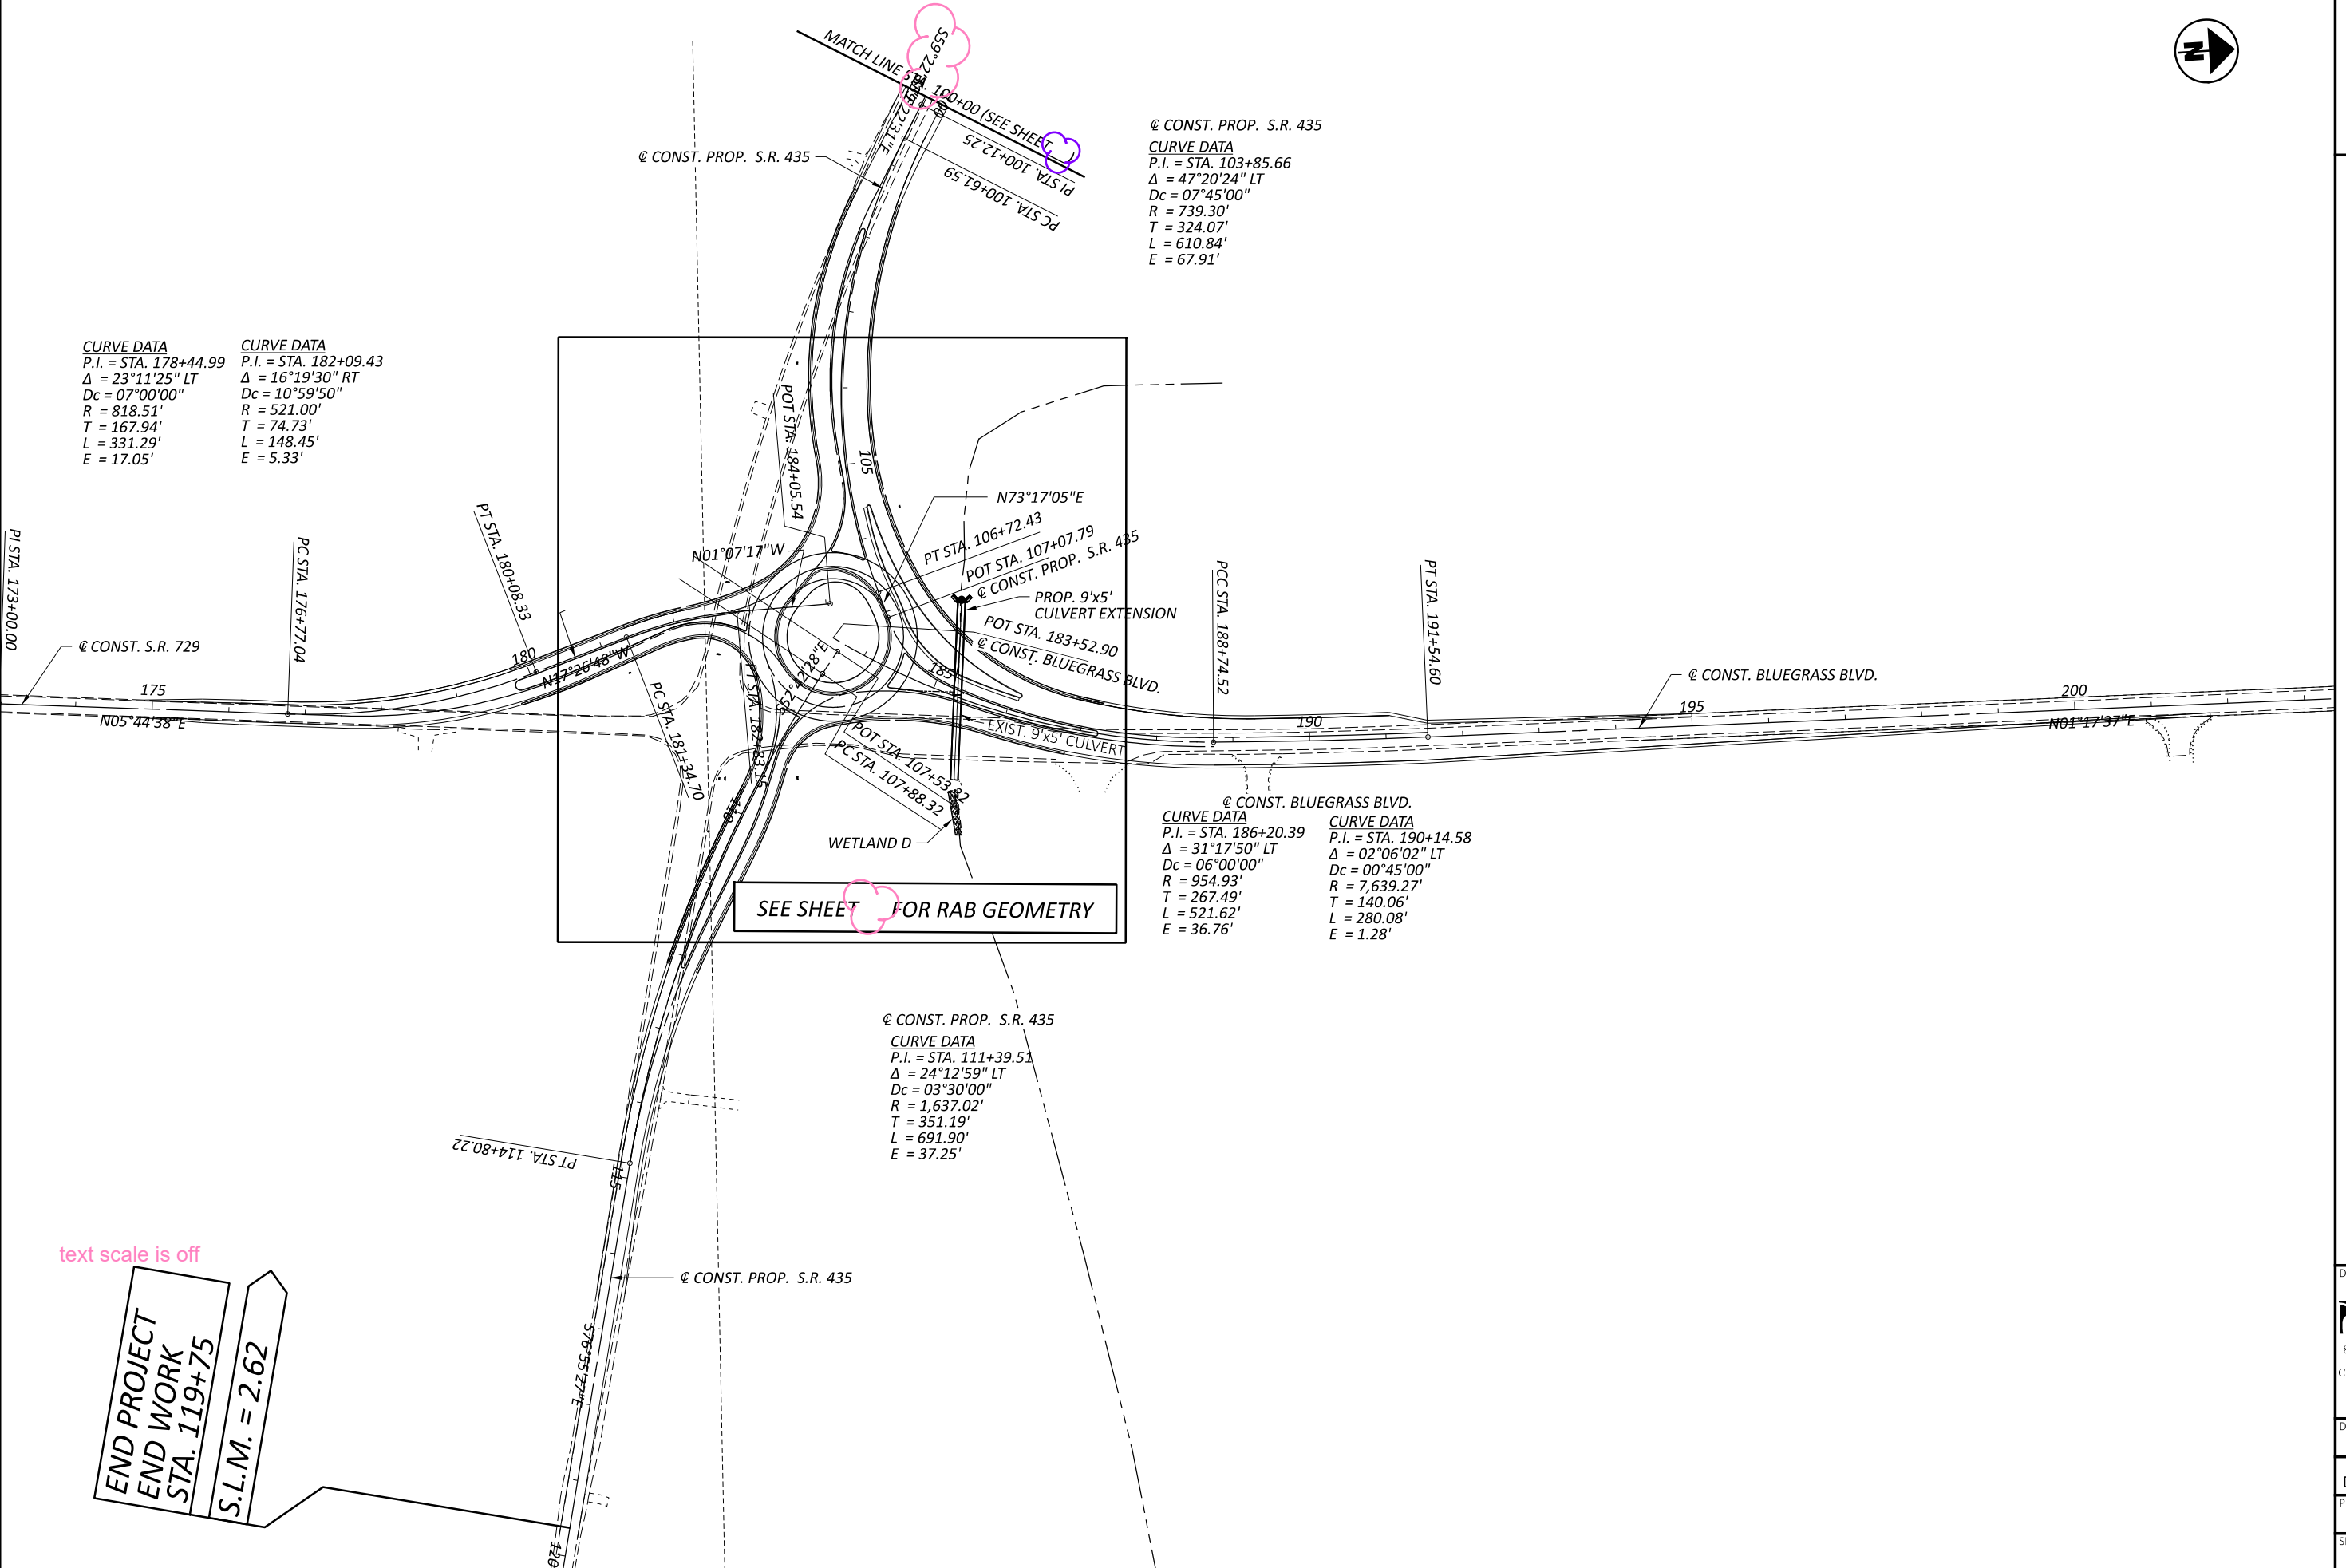 S59°22'
MATCH LINE STA. 100+00 (SEE SHEET )
22'31"E
PI STA. 100+12.25
PC STA. 100+61.59
N
℄ CONST. PROP. S.R. 435
℄ CONST. PROP. S.R. 435
CURVE DATA
P.I. = STA. 103+85.66
Δ = 47°20'24" LT
Dc = 07°45'00"
R = 739.30'
T = 324.07'
L = 610.84'
E = 67.91'
CURVE DATA
P.I. = STA. 178+44.99
Δ = 23°11'25" LT
Dc = 07°00'00"
R = 818.51'
T = 167.94'
L = 331.29'
E = 17.05'
CURVE DATA
P.I. = STA. 182+09.43
Δ = 16°19'30" RT
Dc = 10°59'50"
R = 521.00'
T = 74.73'
L = 148.45'
E = 5.33'
POT STA. 184+05.54
105
N73°17'05"E
PT STA. 106+72.43
POT STA. 107+07.79
℄ CONST. PROP. S.R. 435
N01°07'17"W
PROP. 9'x5'
CULVERT EXTENSION
POT STA. 183+52.90
℄ CONST. BLUEGRASS BLVD.
PI STA. 173+00.00
PC STA. 176+77.04
PT STA. 180+08.33
℄ CONST. S.R. 729
175
N05°44'38"E
180
N17°26'48"W
PC STA. 181+34.70
PT STA. 182+83.15
S52°42'28"E
185
EXIST. 9'x5' CULVERT
POT STA. 107+53.32
PC STA. 107+88.32
110
WETLAND D
PCC STA. 188+74.52
PT STA. 191+54.60
190
℄ CONST. BLUEGRASS BLVD.
195
200
N01°17'37"E
℄ CONST. BLUEGRASS BLVD.
CURVE DATA
P.I. = STA. 186+20.39
Δ = 31°17'50" LT
Dc = 06°00'00"
R = 954.93'
T = 267.49'
L = 521.62'
E = 36.76'
CURVE DATA
P.I. = STA. 190+14.58
Δ = 02°06'02" LT
Dc = 00°45'00"
R = 7,639.27'
T = 140.06'
L = 280.08'
E = 1.28'
SEE SHEET FOR RAB GEOMETRY
℄ CONST. PROP. S.R. 435
CURVE DATA
P.I. = STA. 111+39.51
Δ = 24°12'59" LT
Dc = 03°30'00"
R = 1,637.02'
T = 351.19'
L = 691.90'
E = 37.25'
PT STA. 114+80.22
115
℄ CONST. PROP. S.R. 435
S76°55'27"E
120
text scale is off
END PROJECT
END WORK
STA. 119+75
S.L.M. = 2.62